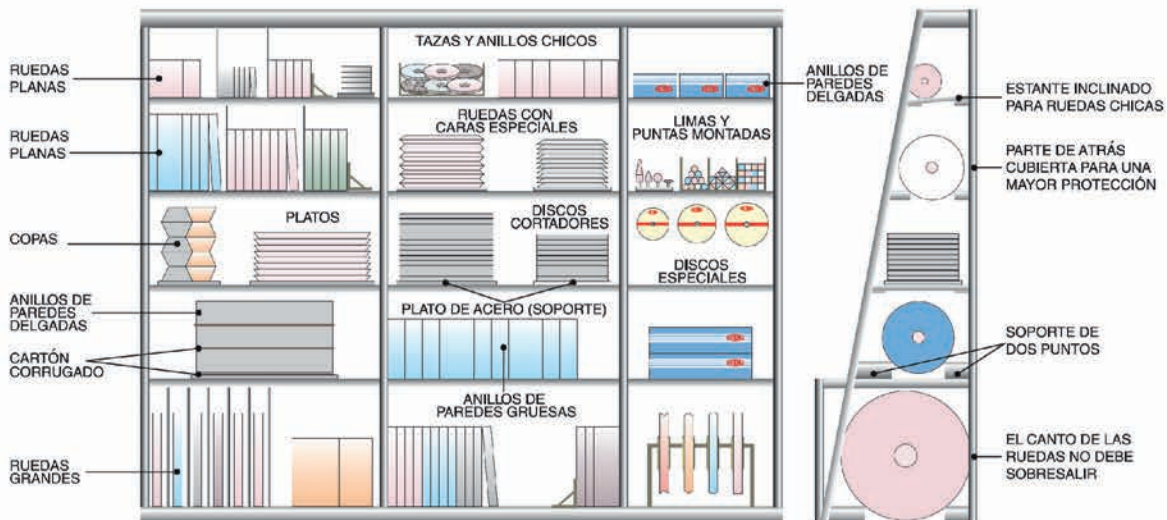 TAZAS Y ANILLOS CHICOS
RUEDAS
PLANAS
ANILLOS DE
PAREDES
DELGADAS
ESTANTE INCLINADO
PARA RUEDAS CHICAS
RUEDAS
PLANAS
RUEDAS CON
CARAS ESPECIALES
LIMAS Y
PUNTAS MONTADAS
PARTE DE ATRÁS
CUBIERTA PARA UNA
MAYOR PROTECCIÓN
COPAS
PLATOS
DISCOS
CORTADORES
DISCOS
ESPECIALES
ANILLOS DE
PAREDES
DELGADAS
PLATO DE ACERO (SOPORTE)
CARTÓN
CORRUGADO
SOPORTE DE
DOS PUNTOS
ANILLOS DE
PAREDES GRUESAS
RUEDAS
GRANDES
EL CANTO DE LAS
RUEDAS NO DEBE
SOBRESALIR